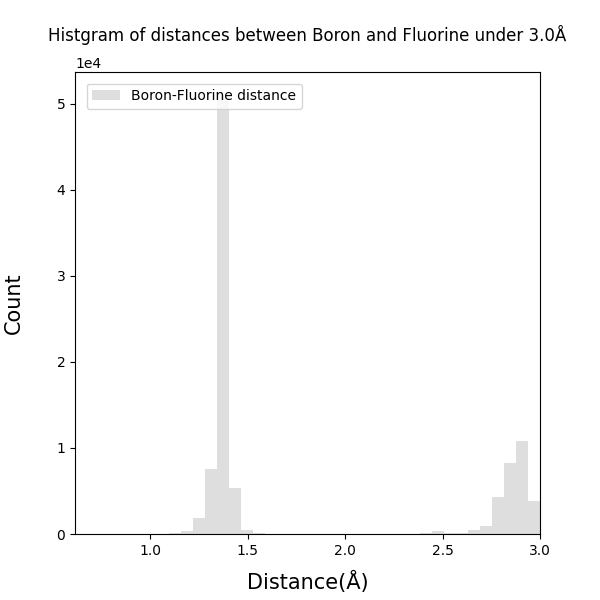 Histgram of distances between Boron and Fluorine under 3.0Å
1e4
Boron-Fluorine distance
5
4
3
2
1
0
Count
1.0 1.5 2.0 2.5 3.0
Distance(Å)